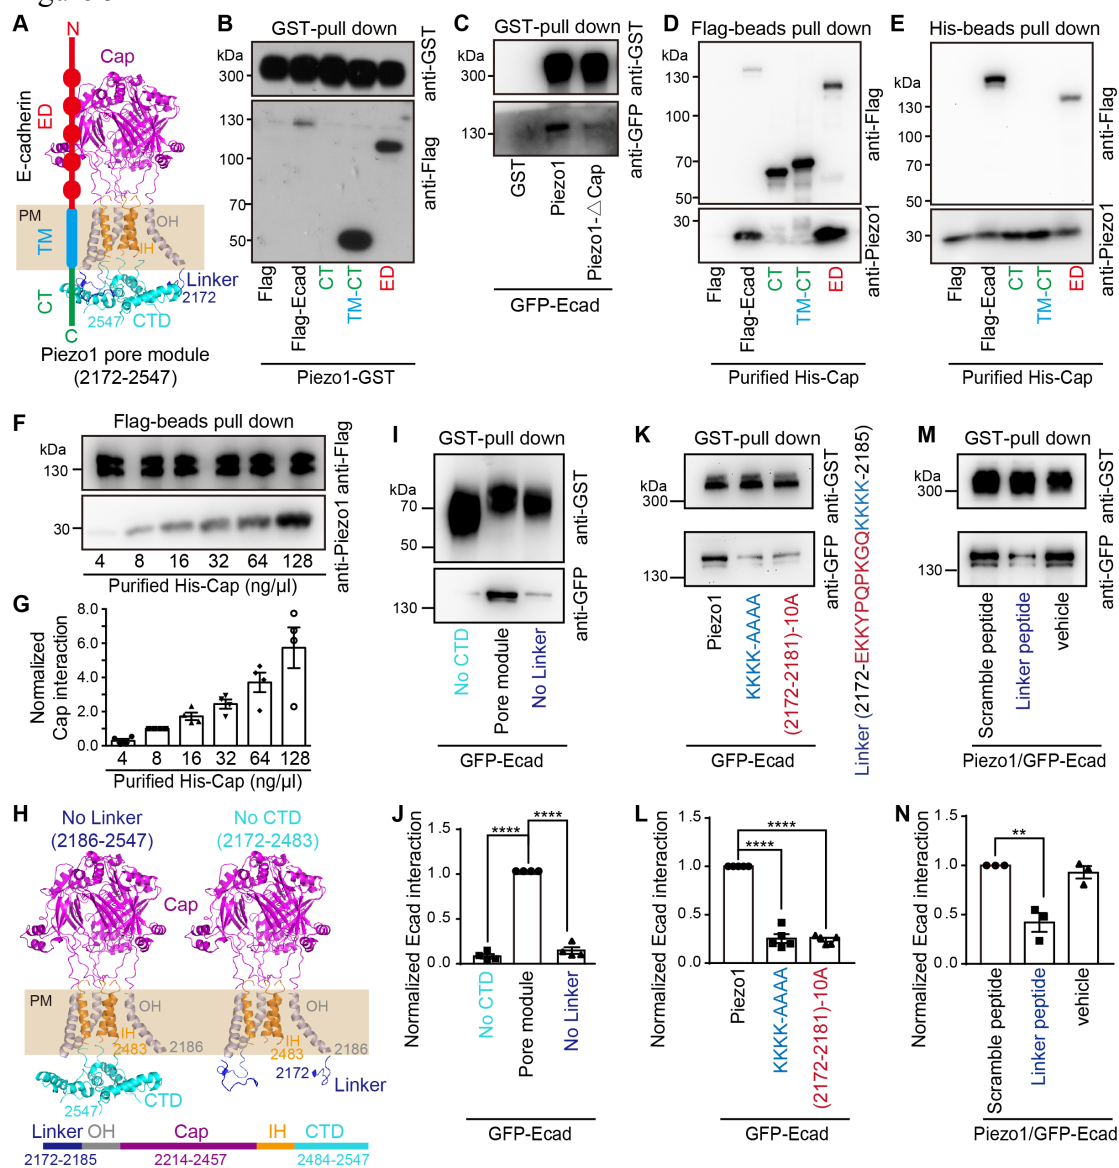 A
N
Cap
E-cadherin
ED
PM
TM
OH
IH
Linker
2172
CT
2547
CTD
C
Piezo1 pore module
(2172-2547)
B
GST-pull down
kDa
300
anti-GST
130
100
70
50
anti-Flag
Flag
Flag-Ecad
CT
TM-CT
ED
Piezo1-GST
C
GST-pull down
kDa
300
anti-GST
130
anti-GFP
GST
Piezo1
Piezo1-△Cap
GFP-Ecad
D
Flag-beads pull down
kDa
130
100
70
50
anti-Flag
30
anti-Piezo1
Flag
Flag-Ecad
CT
TM-CT
ED
Purified His-Cap
E
His-beads pull down
kDa
130
100
70
50
anti-Flag
30
anti-Piezo1
Flag
Flag-Ecad
CT
TM-CT
ED
Purified His-Cap
F
Flag-beads pull down
kDa
130
anti-Flag
30
anti-Piezo1
4 8 16 32 64 128
Purified His-Cap (ng/µl)
G
Normalized
Cap interaction
8.0
6.0
4.0
2.0
0.0
4 8 16 32 64 128
Purified His-Cap (ng/µl)
H
No Linker
(2186-2547)
No CTD
(2172-2483)
Cap
PM
OH
IH
2483
2186
2547
CTD
OH
IH
2483
2186
2172
Linker
Linker OH Cap IH CTD
2172-2185 2214-2457 2484-2547
I
GST-pull down
kDa
70
50
anti-GST
130
anti-GFP
No CTD
Pore module
No Linker
GFP-Ecad
J
Normalized Ecad interaction
1.5
1.0
0.5
0.0
****
****
No CTD
Pore module
No Linker
GFP-Ecad
K
GST-pull down
kDa
300
anti-GST
130
anti-GFP
Piezo1
KKKK-AAAA
(2172-2181)-10A
GFP-Ecad
Linker (2172-EKKYPQPKGQKKKK-2185)
L
Normalized Ecad interaction
1.5
1.0
0.5
0.0
****
****
Piezo1
KKKK-AAAA
(2172-2181)-10A
GFP-Ecad
M
GST-pull down
kDa
300
anti-GST
130
anti-GFP
Scramble peptide
Linker peptide
vehicle
Piezo1/GFP-Ecad
N
Normalized Ecad interaction
1.5
1.0
0.5
0.0
**
Scramble peptide
Linker peptide
vehicle
Piezo1/GFP-Ecad